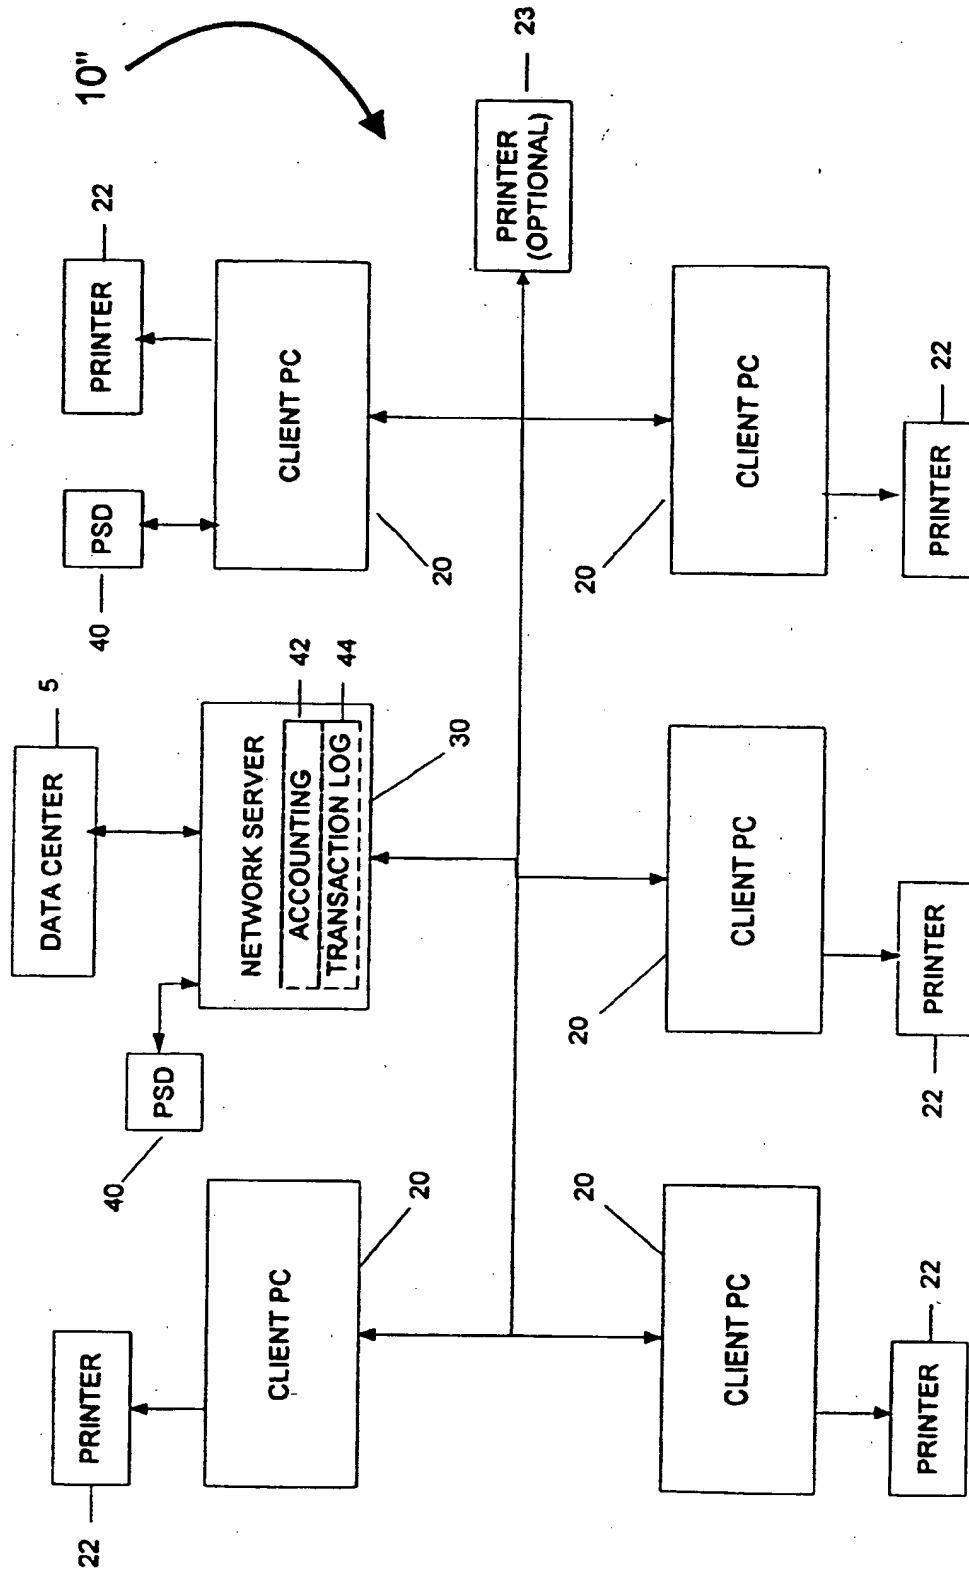 10"
DATA CENTER
5
PRINTER
22
PSD
40
PRINTER
22
PSD
40
NETWORK SERVER
ACCOUNTING
42
TRANSACTION LOG
44
30
CLIENT PC
20
CLIENT PC
20
PRINTER
(OPTIONAL)
23
CLIENT PC
20
CLIENT PC
20
CLIENT PC
20
PRINTER
22
PRINTER
22
PRINTER
22